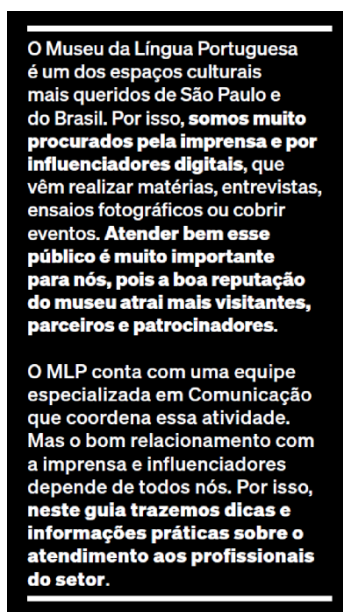 O Museu da Língua Portuguesa
é um dos espaços culturais
mais queridos de São Paulo e
do Brasil. Por isso, somos muito
procurados pela imprensa e por
influenciadores digitais, que
vêm realizar matérias, entrevistas,
ensaios fotográficos ou cobrir
eventos. Atender bem esse
público é muito importante
para nós, pois a boa reputação
do museu atrai mais visitantes,
parceiros e patrocinadores.
O MLP conta com uma equipe
especializada em Comunicação
que coordena essa atividade.
Mas o bom relacionamento com
a imprensa e influenciadores
depende de todos nós. Por isso,
neste guia trazemos dicas e
informações práticas sobre o
atendimento aos profissionais
do setor.